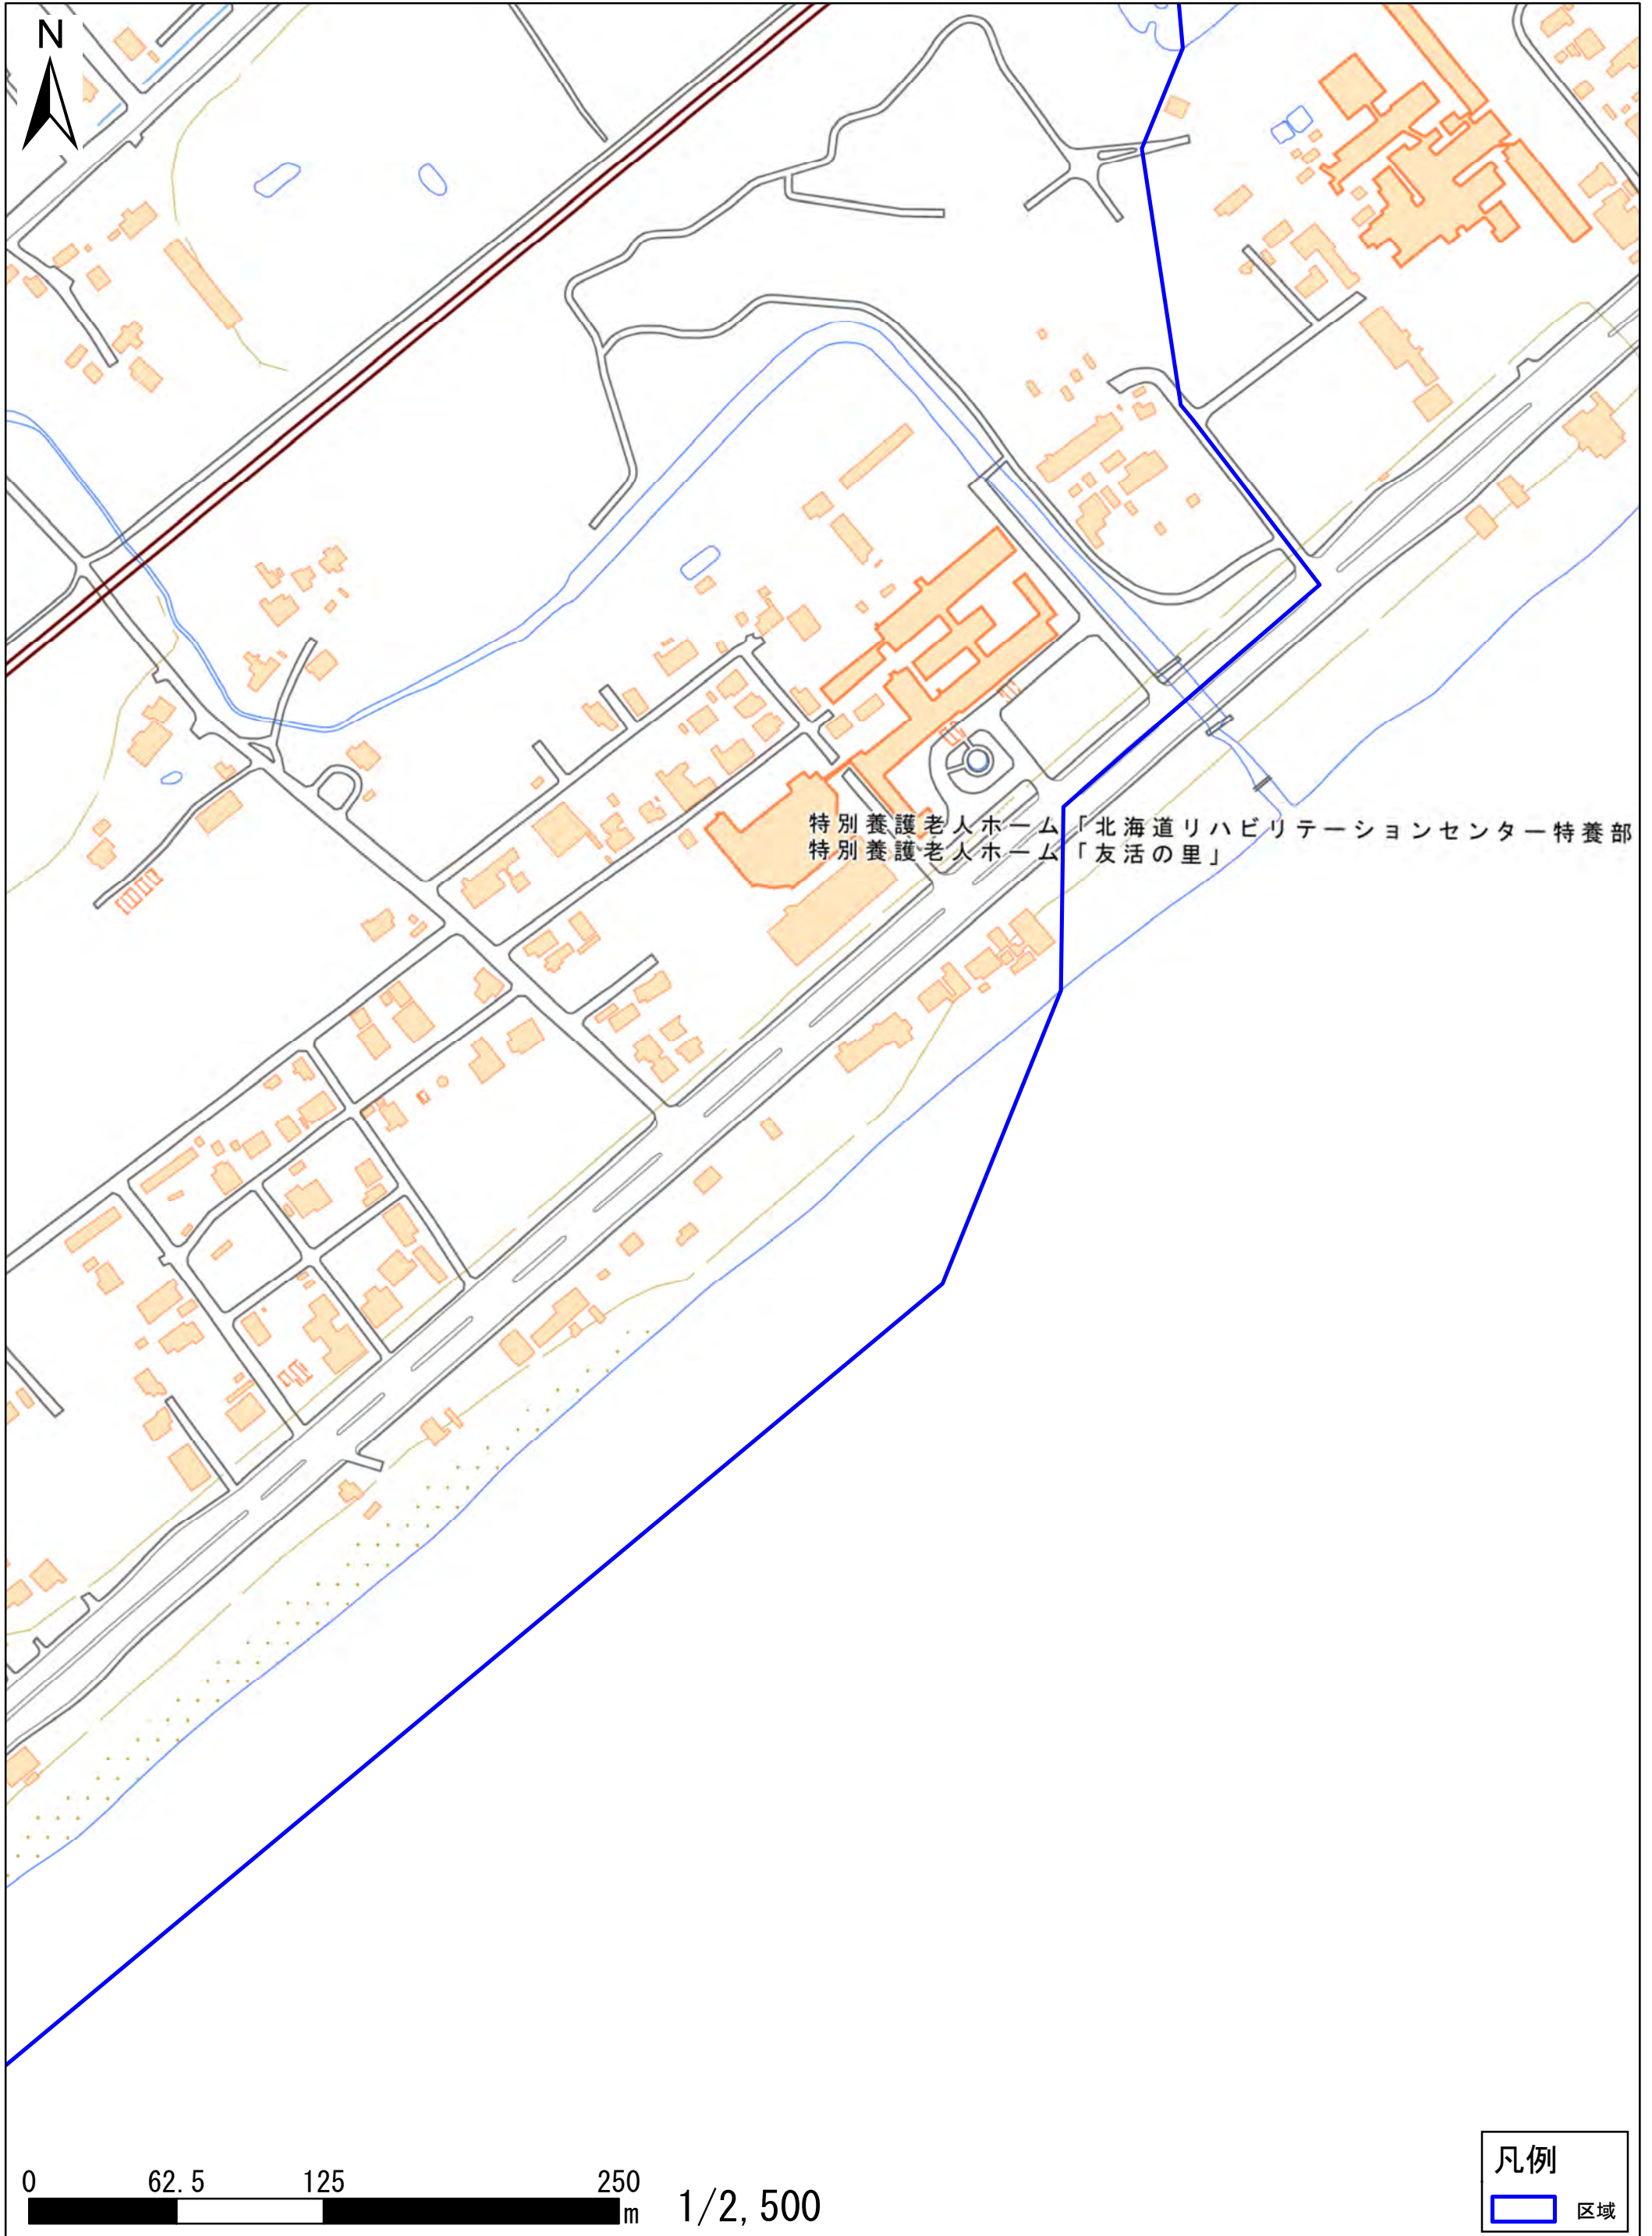 N
特別養護老人ホーム「北海道リハビリテーションセンター特養部
特別養護老人ホーム「友活の里」
0 62.5 125 250
m
1/2,500
凡例
区域